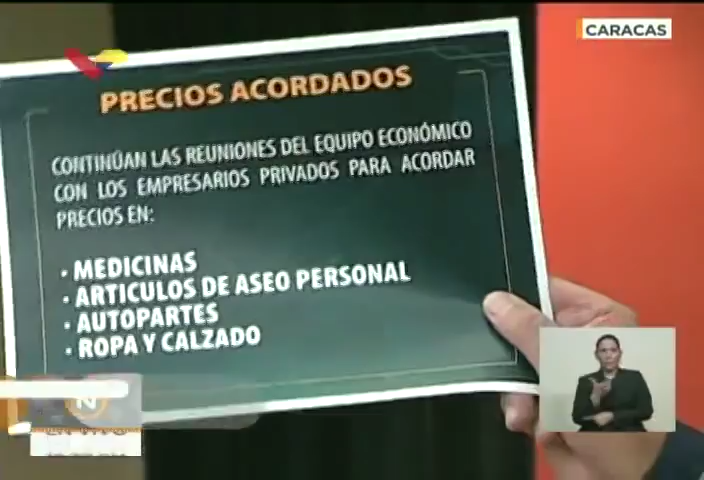 CARACAS
PRECIOS ACORDADOS
CONTINÚAN LAS REUNIONES DEL EQUIPO ECONÓMICO
CON LOS EMPRESARIOS PRIVADOS PARA ACORDAR
PRECIOS EN:
· MEDICINAS
· ARTICULOS DE ASEO PERSONAL
· AUTOPARTES
· ROPA Y CALZADO
N